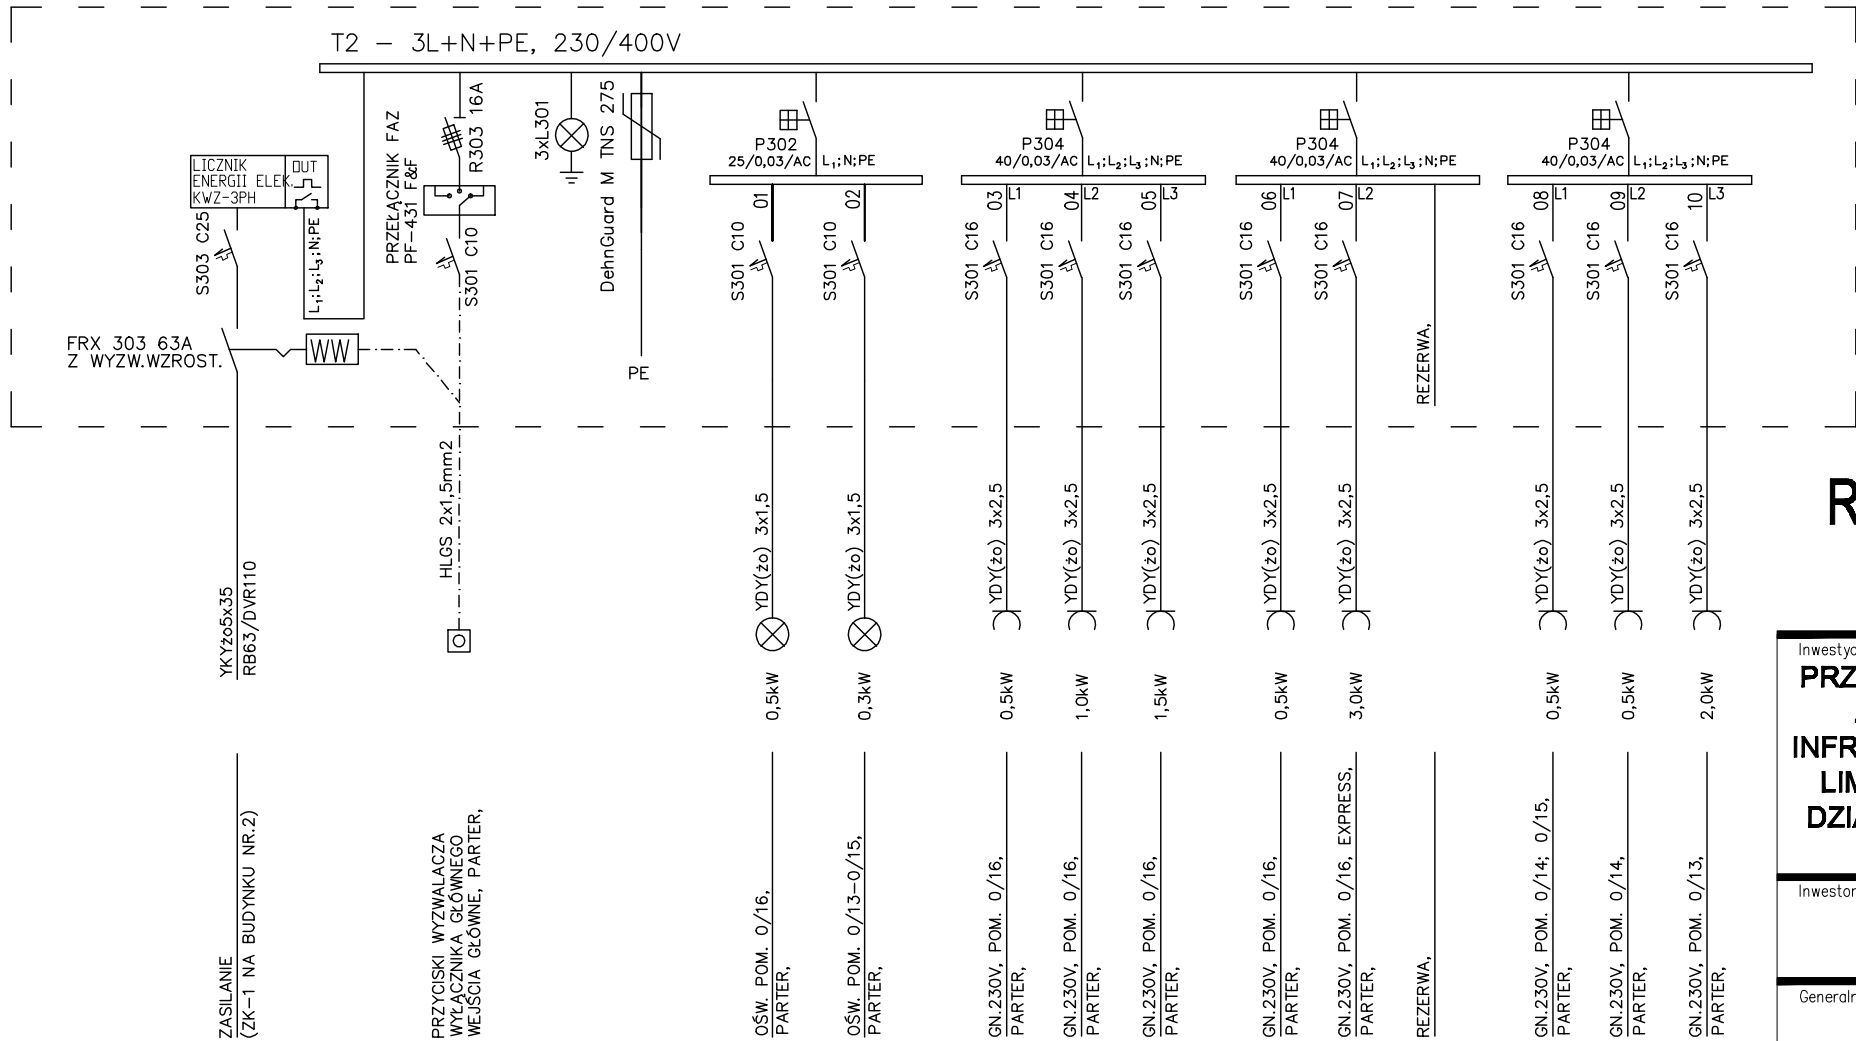 T2 – 3L+N+PE, 230/400V
LICZNIK
ENERGII ELEK.
KWZ-3PH
OUT
S303 C25
L₁;L₂;L₃;N;PE
FRX 303 63A
Z WYZW.WZROST.
WW
PRZEŁĄCZNIK FAZ
PF-431 F&F
R303 16A
S301 C10
3xL301
DehnGuard M TNS 275
PE
P302
25/0,03/AC
L₁;N;PE
01
02
S301 C10
S301 C10
P304
40/0,03/AC
L₁;L₂;L₃;N;PE
03
L1
04
L2
05
L3
S301 C16
S301 C16
S301 C16
P304
40/0,03/AC
L₁;L₂;L₃;N;PE
06
L1
07
L2
S301 C16
S301 C16
REZERWA,
P304
40/0,03/AC
L₁;L₂;L₃;N;PE
08
L1
09
L2
10
L3
S301 C16
S301 C16
S301 C16
YKYżo5x35
RB63/DVR110
HLGS 2x1,5mm2
YDY(żo) 3x1,5
YDY(żo) 3x1,5
YDY(żo) 3x2,5
YDY(żo) 3x2,5
YDY(żo) 3x2,5
YDY(żo) 3x2,5
YDY(żo) 3x2,5
YDY(żo) 3x2,5
YDY(żo) 3x2,5
YDY(żo) 3x2,5
0,5kW
0,3kW
0,5kW
1,0kW
1,5kW
0,5kW
3,0kW
0,5kW
0,5kW
2,0kW
ZASILANIE
(ZK-1 NA BUDYNKU NR.2)
PRZYCISKI WYZWALACZA
WYŁĄCZNIKA GŁÓWNEGO
WEJŚCIA GŁÓWNE, PARTER,
OŚW. POM. 0/16,
PARTER,
OŚW. POM. 0/13-0/15,
PARTER,
GN.230V, POM. 0/16,
PARTER,
GN.230V, POM. 0/16,
PARTER,
GN.230V, POM. 0/16,
PARTER,
GN.230V, POM. 0/16,
PARTER,
GN.230V, POM. 0/16, EXPRESS,
PARTER,
REZERWA,
GN.230V, POM. 0/14; 0/15,
PARTER,
GN.230V, POM. 0/14,
PARTER,
GN.230V, POM. 0/13,
PARTER,
R
Inwestyc
PRZ
INFR
LIM
DZIA
Inwestor
Generaln